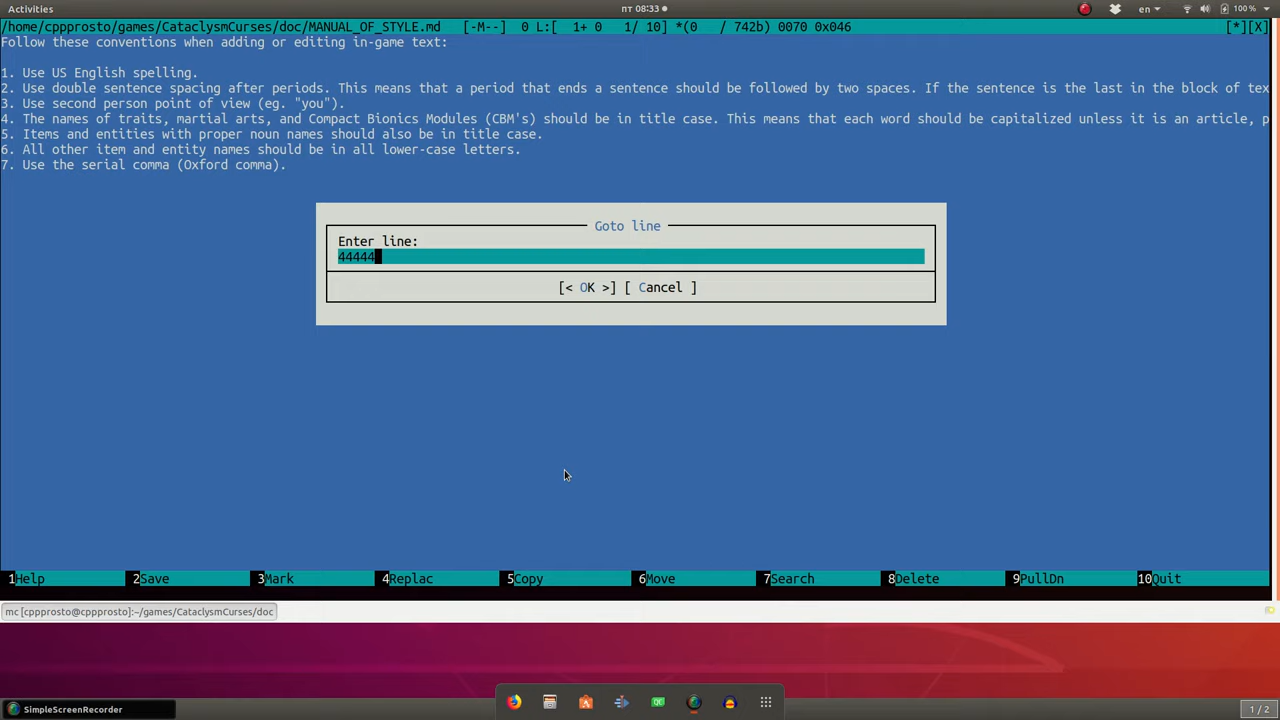 Activities
пт 08:33
en
100 %
/home/cppprosto/games/CataclysmCurses/doc/MANUAL_OF_STYLE.md [-M--] 0 L:[ 1+ 0 1/ 10] *(0 / 742b) 0070 0x046 [*][X]
Follow these conventions when adding or editing in-game text:
1. Use US English spelling.
2. Use double sentence spacing after periods. This means that a period that ends a sentence should be followed by two spaces. If the sentence is the last in the block of tex
3. Use second person point of view (eg. "you").
4. The names of traits, martial arts, and Compact Bionics Modules (CBM's) should be in title case. This means that each word should be capitalized unless it is an article, p
5. Items and entities with proper noun names should also be in title case.
6. All other item and entity names should be in all lower-case letters.
7. Use the serial comma (Oxford comma).
Goto line
Enter line:
44444
[< OK >] [ Cancel ]
1Help 2Save 3Mark 4Replac 5Copy 6Move 7Search 8Delete 9PullDn 10Quit
mc [cppprosto@cppprosto]:~/games/CataclysmCurses/doc
SimpleScreenRecorder
1 / 2